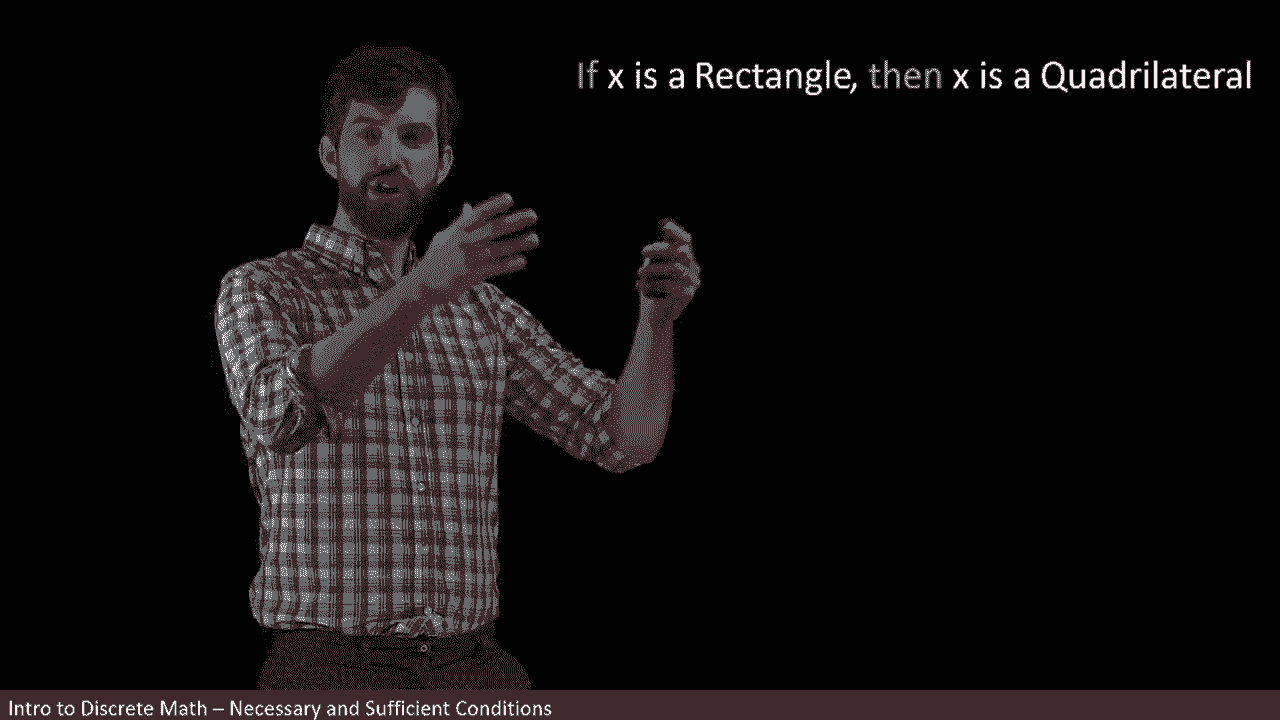 If x is a Rectangle, then x is a Quadrilateral
Intro to Discrete Math – Necessary and Sufficient Conditions